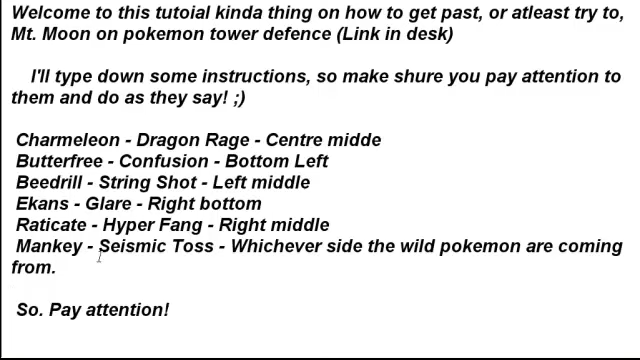 Welcome to this tutoial kinda thing on how to get past, or atleast try to,
Mt. Moon on pokemon tower defence (Link in desk)
I'll type down some instructions, so make shure you pay attention to
them and do as they say! ;)
Charmeleon - Dragon Rage - Centre midde
Butterfree - Confusion - Bottom Left
Beedrill - String Shot - Left middle
Ekans - Glare - Right bottom
Raticate - Hyper Fang - Right middle
Mankey - Seismic Toss - Whichever side the wild pokemon are coming
from.
So. Pay attention!